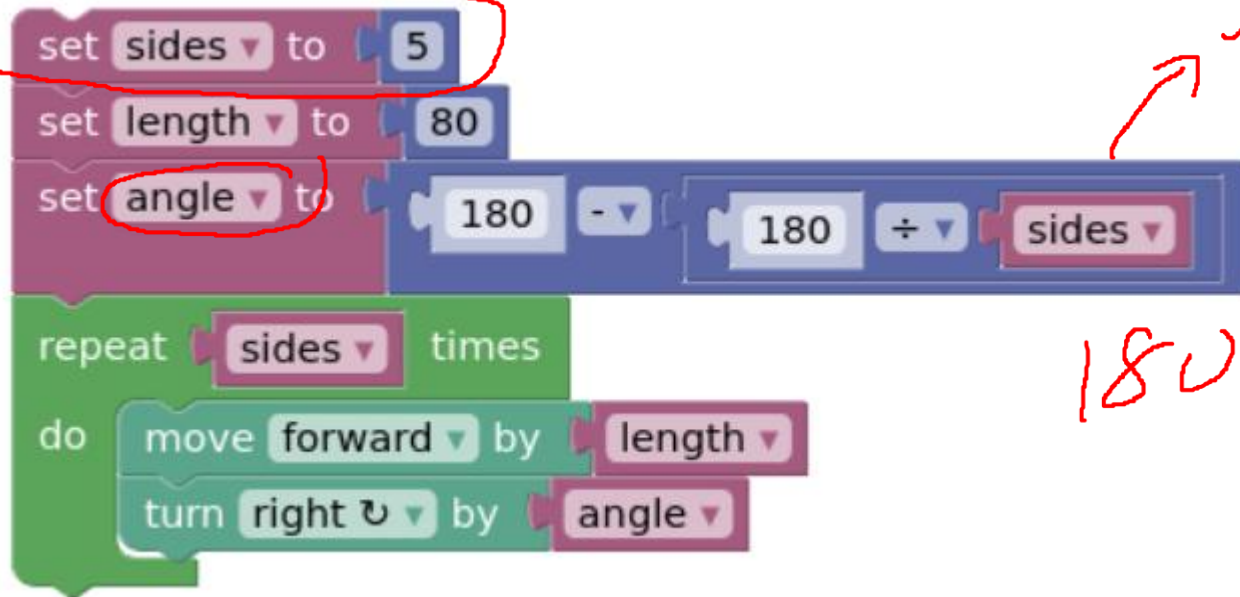 set sides ▾ to 5
set length ▾ to 80
set angle ▾ to 180 - ▾ 180 ÷ ▾ sides ▾
repeat sides ▾ times
180
do move forward ▾ by length ▾
turn right ↻ ▾ by angle ▾